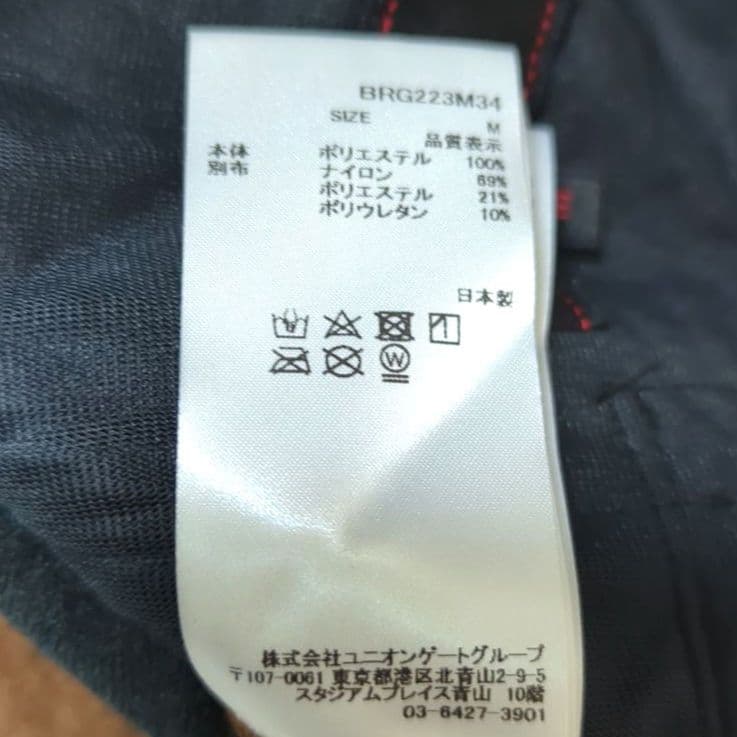 BRG223M34
SIZE M
品質表示
本体 ポリエステル 100%
別布 ナイロン 69%
ポリエステル 21%
ポリウレタン 10%
日本製
W
株式会社ユニオンゲートグループ
〒107-0061 東京都港区北青山2-9-5
スタジアムプレイス青山 10階
03-6427-3901